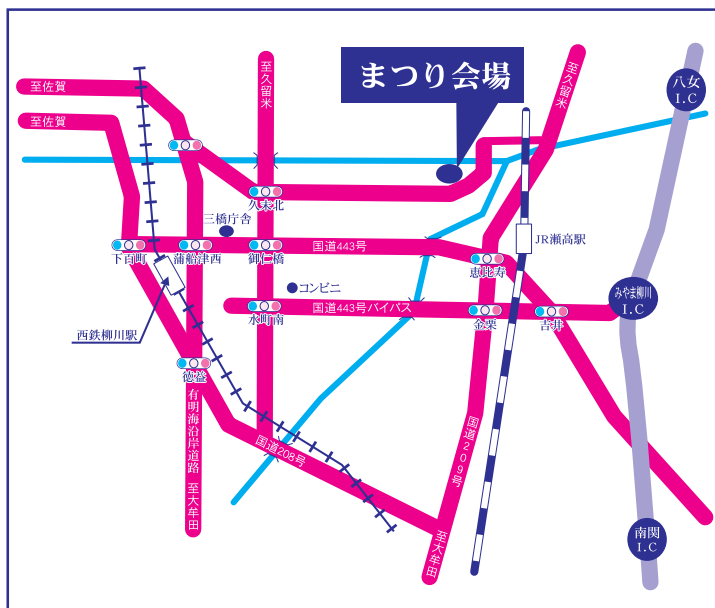 まつり会場
八女
I.C
至久留米
至久留米
至佐賀
至佐賀
久末北
三橋庁舎
JR瀬高駅
下百町
蒲船津西
御仁橋
国道443号
恵比寿
コンビニ
みやま柳川
I.C
国道443号バイパス
水町南
金栗
吉井
西鉄柳川駅
徳益
有明海沿岸道路 至大牟田
国道208号
国道209号
至大牟田
南関
I.C